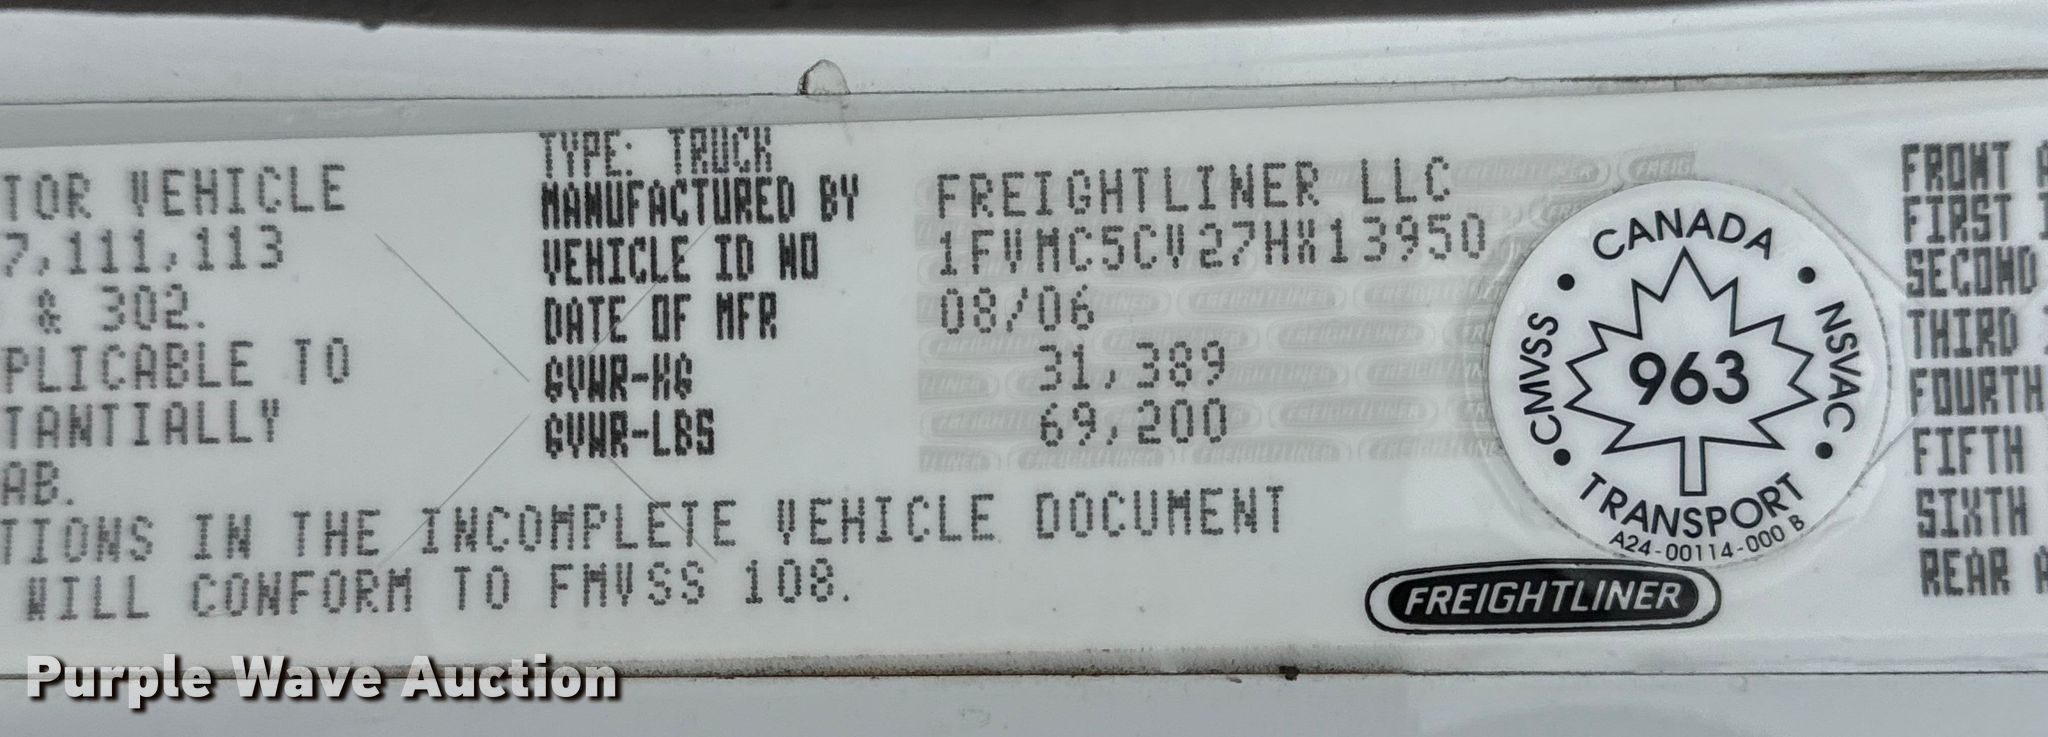 TYPE: TRUCK
TOR VEHICLE
7,111,113
& 302.
PLICABLE TO
TANTIALLY
AB.
MANUFACTURED BY FREIGHTLINER LLC
VEHICLE ID NO 1FVMC5CV27HX13950
DATE OF MFR 08/06
GVWR-KG 31,389
GVWR-LBS 69,200
TIONS IN THE INCOMPLETE VEHICLE DOCUMENT
WILL CONFORM TO FMVSS 108.
CANADA
CMVSS
963
NSVAC
TRANSPORT
A24-00114-000 B
FREIGHTLINER
FRONT A
FIRST I
SECOND
THIRD I
FOURTH
FIFTH
SIXTH
REAR A
Purple Wave Auction